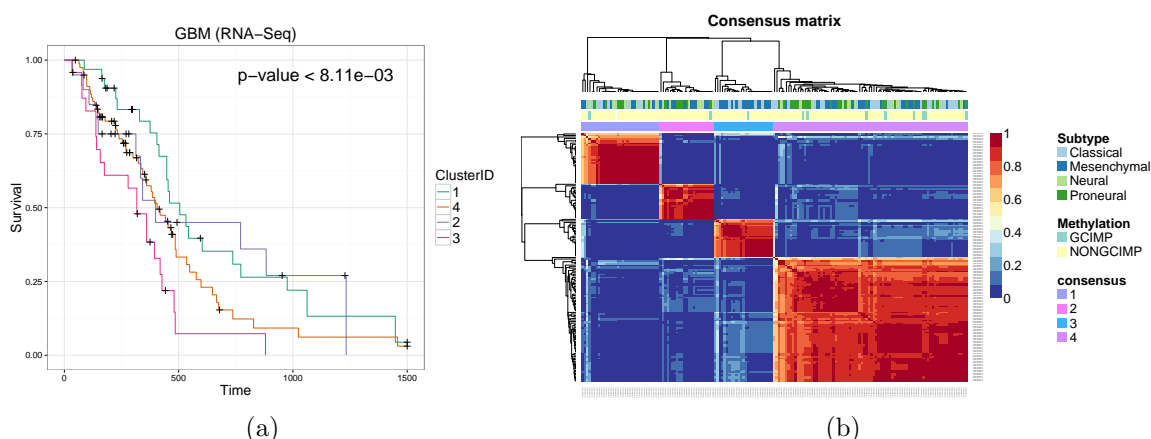 GBM (RNA−Seq)
p−value < 8.11e−03
1.00
0.75
0.50
0.25
0.00
Survival
0
500
1000
1500
Time
ClusterID
1
4
2
3
(a)
Consensus matrix
1
0.8
0.6
0.4
0.2
0
Subtype
Classical
Mesenchymal
Neural
Proneural
Methylation
GCIMP
NONGCIMP
consensus
1
2
3
4
(b)